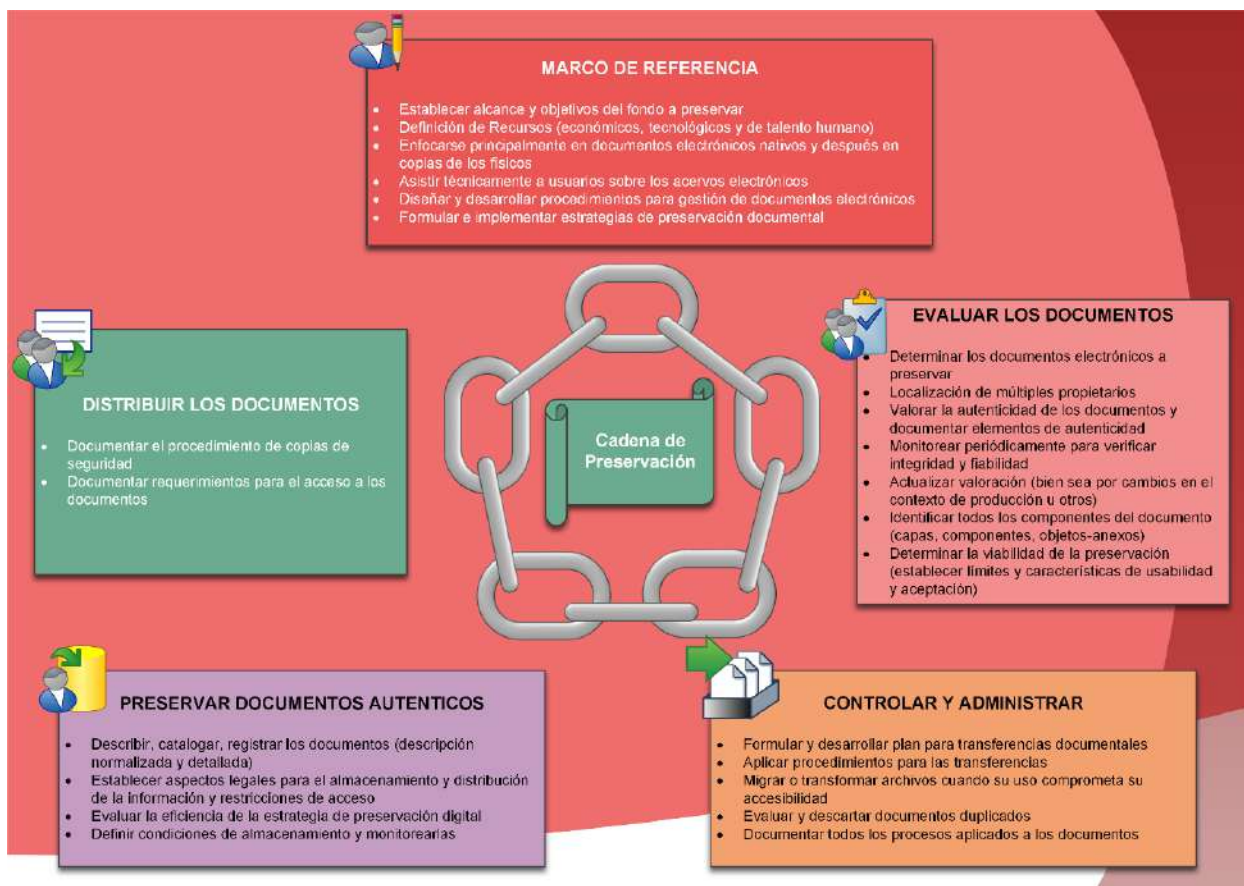 MARCO DE REFERENCIA
• Establecer alcance y objetivos del fondo a preservar
• Definición de Recursos (económicos, tecnológicos y de talento humano)
• Enfocarse principalmente en documentos electrónicos nativos y después en
copias de los físicos
• Asistir técnicamente a usuarios sobre los acervos electrónicos
• Diseñar y desarrollar procedimientos para gestión de documentos electrónicos
• Formular e implementar estrategias de preservación documental
EVALUAR LOS DOCUMENTOS
• Determinar los documentos electrónicos a
preservar
• Localización de múltiples propietarios
• Valorar la autenticidad de los documentos y
documentar elementos de autenticidad
• Monitorear periódicamente para verificar
integridad y fiabilidad
• Actualizar valoración (bien sea por cambios en el
contexto de producción u otros)
• Identificar todos los componentes del documento
(capas, componentes, objetos-anexos)
• Determinar la viabilidad de la preservación
(establecer límites y características de usabilidad
y aceptación)
DISTRIBUIR LOS DOCUMENTOS
• Documentar el procedimiento de copias de
seguridad
• Documentar requerimientos para el acceso a los
documentos
Cadena de
Preservación
PRESERVAR DOCUMENTOS AUTENTICOS
• Describir, catalogar, registrar los documentos (descripción
normalizada y detallada)
• Establecer aspectos legales para el almacenamiento y distribución
de la información y restricciones de acceso
• Evaluar la eficiencia de la estrategia de preservación digital
• Definir condiciones de almacenamiento y monitorearlas
CONTROLAR Y ADMINISTRAR
• Formular y desarrollar plan para transferencias documentales
• Aplicar procedimientos para las transferencias
• Migrar o transformar archivos cuando su uso comprometa su
accesibilidad
• Evaluar y descartar documentos duplicados
• Documentar todos los procesos aplicados a los documentos